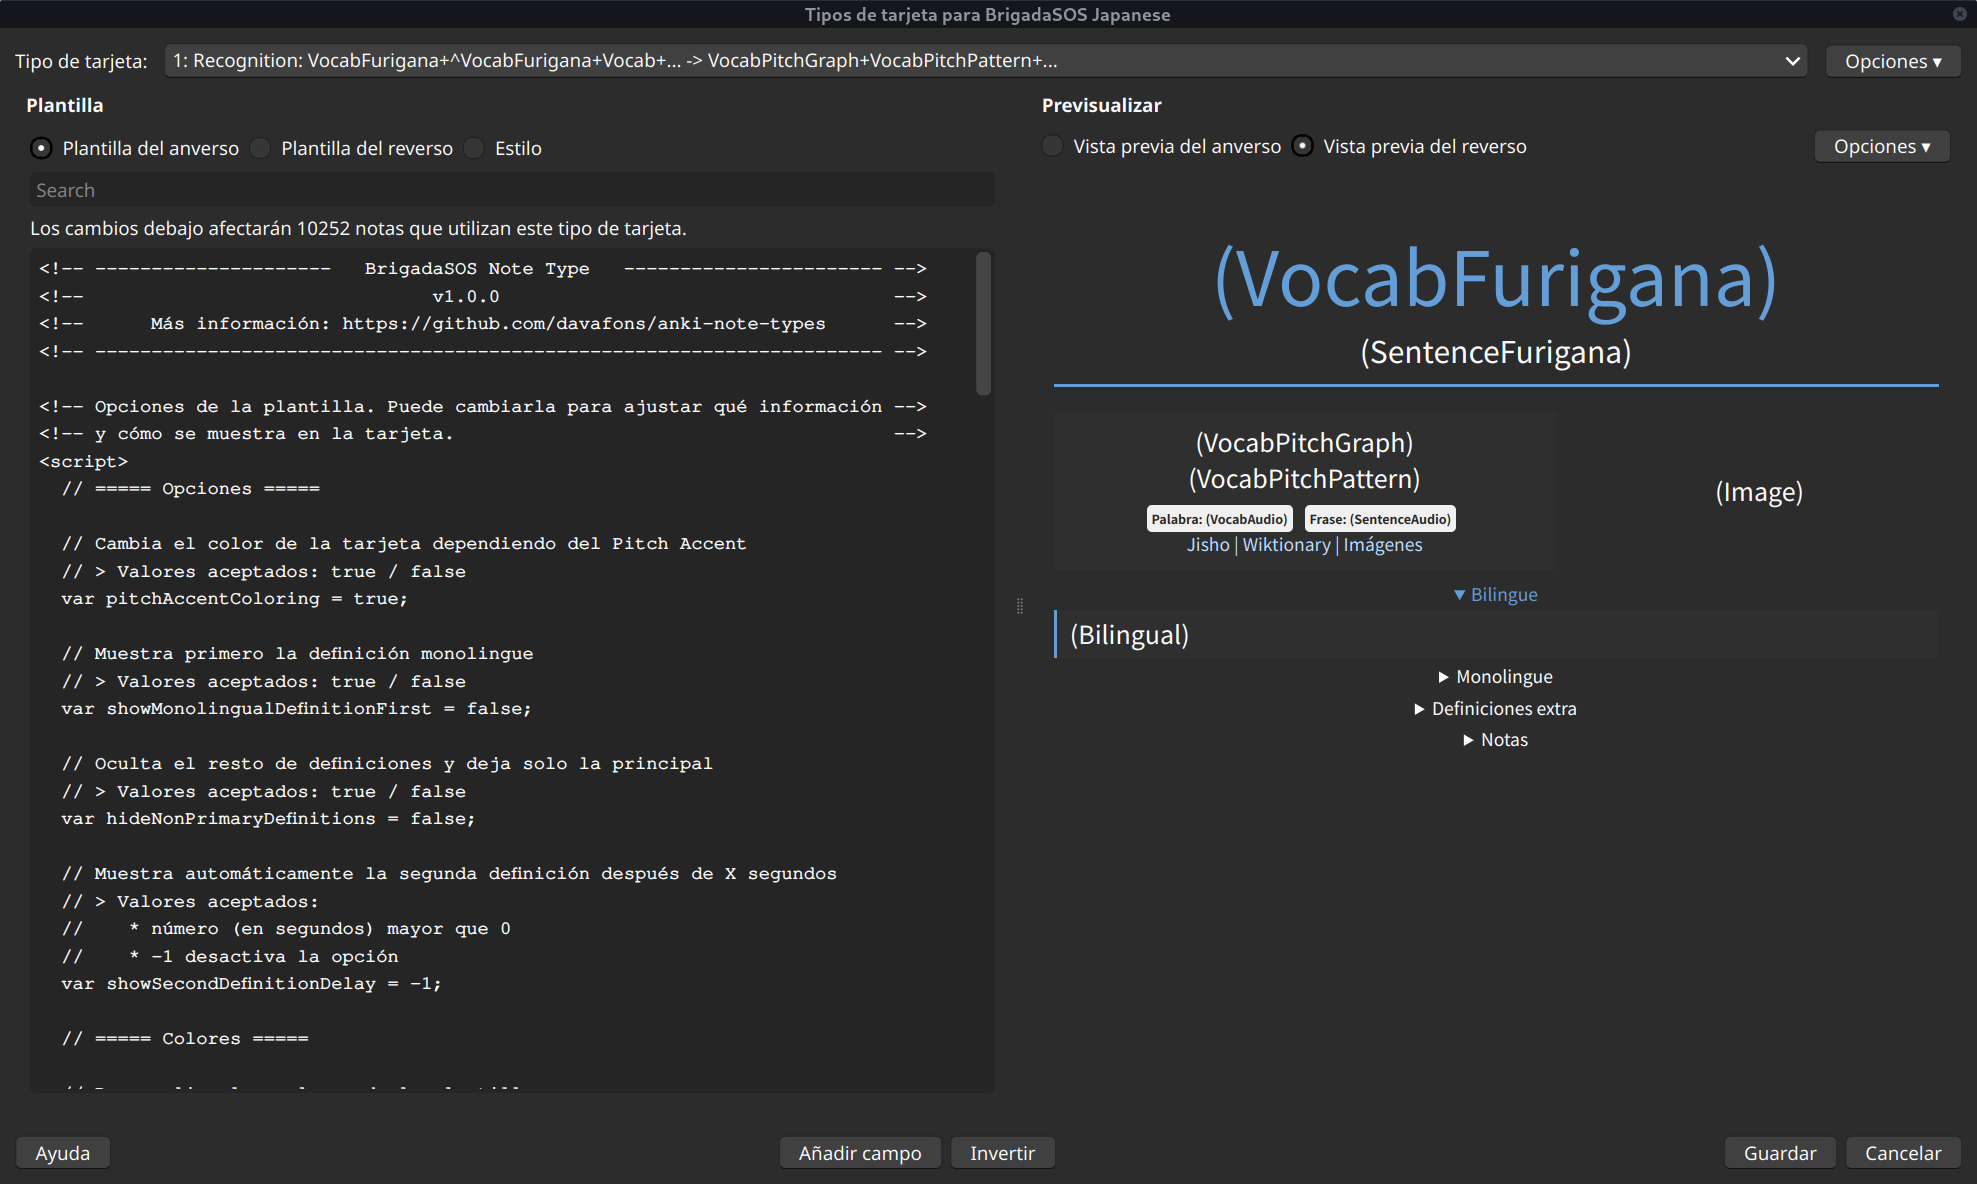 Tipos de tarjeta para BrigadaSOS Japanese
Tipo de tarjeta: 1: Recognition: VocabFurigana+^VocabFurigana+Vocab+... -> VocabPitchGraph+VocabPitchPattern+... Opciones ▾
Plantilla
Plantilla del anverso Plantilla del reverso Estilo
Search
Los cambios debajo afectarán 10252 notas que utilizan este tipo de tarjeta.
<!-- --------------------- BrigadaSOS Note Type ----------------------- -->
<!-- v1.0.0 -->
<!-- Más información: https://github.com/davafons/anki-note-types -->
<!-- ---------------------------------------------------------------------- -->
<!-- Opciones de la plantilla. Puede cambiarla para ajustar qué información -->
<!-- y cómo se muestra en la tarjeta. -->
<script>
// ===== Opciones =====
// Cambia el color de la tarjeta dependiendo del Pitch Accent
// > Valores aceptados: true / false
var pitchAccentColoring = true;
// Muestra primero la definición monolingue
// > Valores aceptados: true / false
var showMonolingualDefinitionFirst = false;
// Oculta el resto de definiciones y deja solo la principal
// > Valores aceptados: true / false
var hideNonPrimaryDefinitions = false;
// Muestra automáticamente la segunda definición después de X segundos
// > Valores aceptados:
// * número (en segundos) mayor que 0
// * -1 desactiva la opción
var showSecondDefinitionDelay = -1;
// ===== Colores =====
Previsualizar
Vista previa del anverso Vista previa del reverso Opciones ▾
(VocabFurigana)
(SentenceFurigana)
(VocabPitchGraph)
(VocabPitchPattern)
Palabra: (VocabAudio) Frase: (SentenceAudio)
Jisho | Wiktionary | Imágenes
(Image)
▼ Bilingue
(Bilingual)
▶ Monolingue
▶ Definiciones extra
▶ Notas
Ayuda Añadir campo Invertir Guardar Cancelar